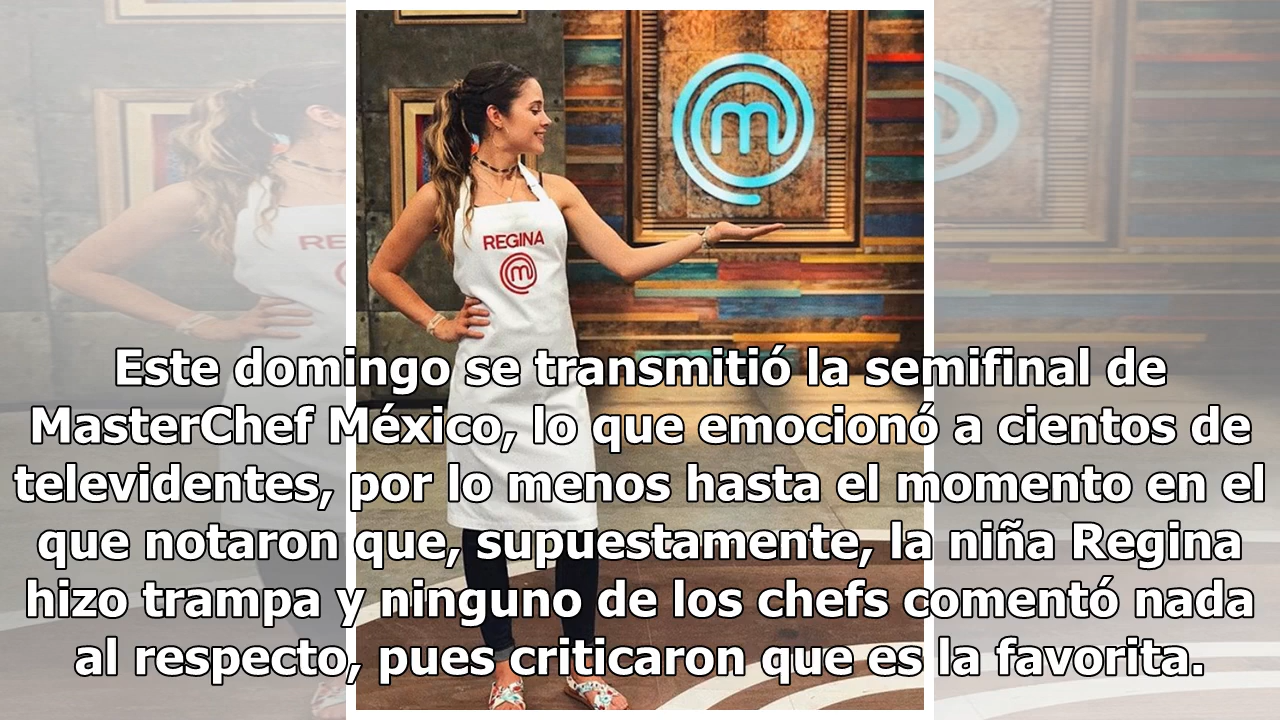 m
REGINA
m
RE
Este domingo se transmitió la semifinal de
MasterChef México, lo que emocionó a cientos de
televidentes, por lo menos hasta el momento en el
que notaron que, supuestamente, la niña Regina
hizo trampa y ninguno de los chefs comentó nada
al respecto, pues criticaron que es la favorita.